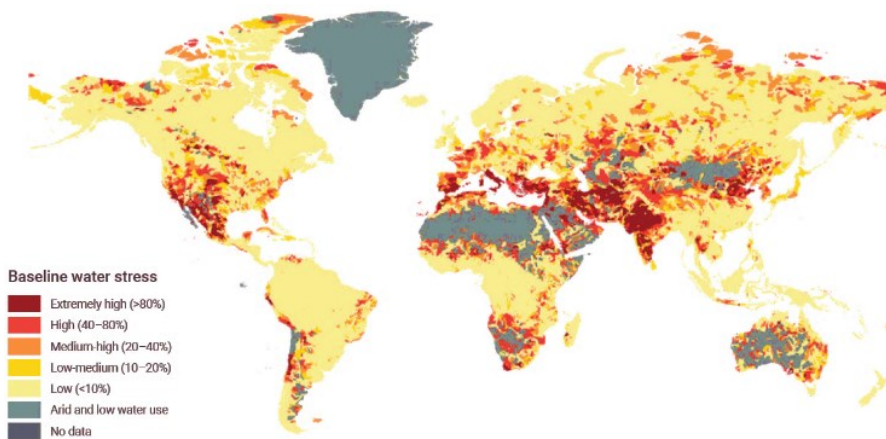 Baseline water stress
Extremely high (>80%)
High (40–80%)
Medium-high (20–40%)
Low-medium (10–20%)
Low (<10%)
Arid and low water use
No data